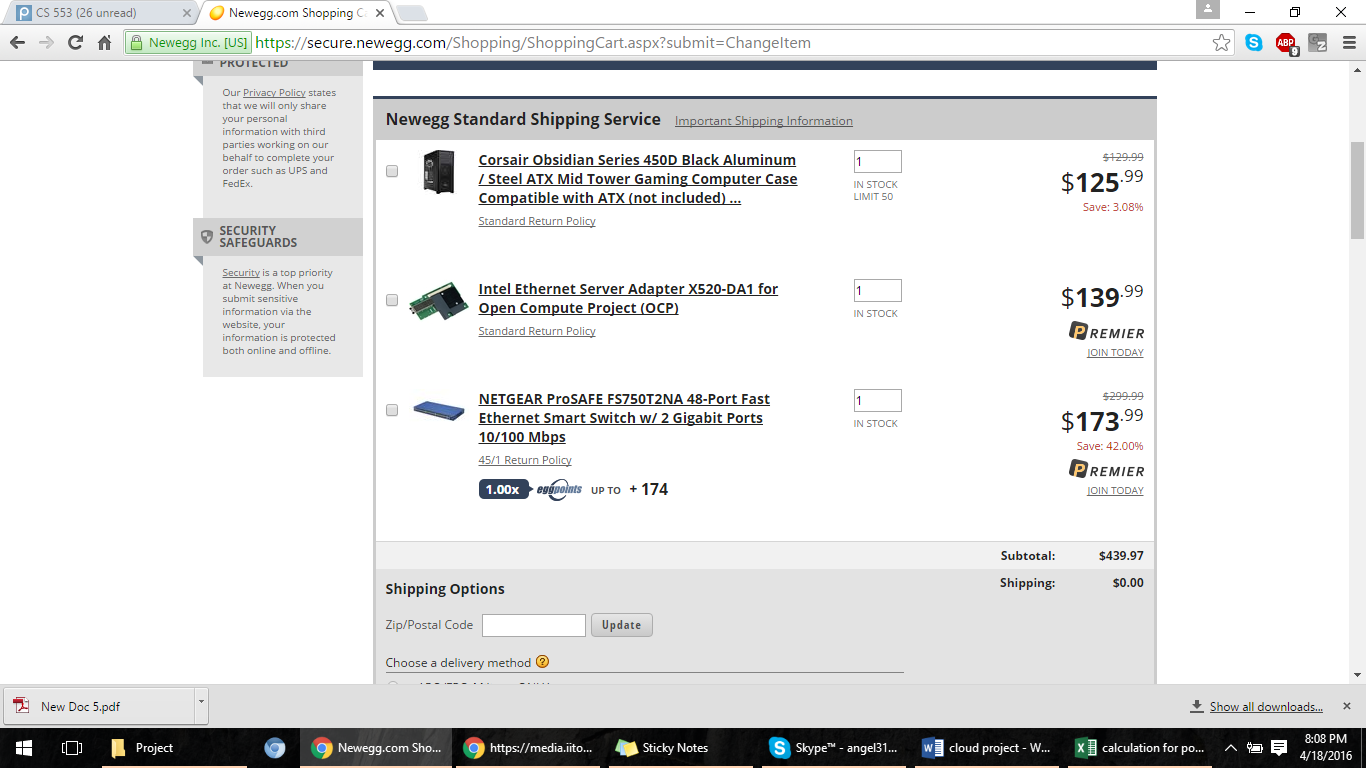 CS 553 (26 unread)
Newegg.com Shopping Ca
Newegg Inc. [US]
https://secure.newegg.com/Shopping/ShoppingCart.aspx?submit=ChangeItem
ABP
9
PROTECTED
Our Privacy Policy states
that we will only share
your personal
information with third
parties working on our
behalf to complete your
order such as UPS and
FedEx.
SECURITY
SAFEGUARDS
Security is a top priority
at Newegg. When you
submit sensitive
information via the
website, your
information is protected
both online and offline.
Newegg Standard Shipping Service Important Shipping Information
Corsair Obsidian Series 450D Black Aluminum
/ Steel ATX Mid Tower Gaming Computer Case
Compatible with ATX (not included) ...
Standard Return Policy
1
IN STOCK
LIMIT 50
$129.99
$125.99
Save: 3.08%
Intel Ethernet Server Adapter X520-DA1 for
Open Compute Project (OCP)
Standard Return Policy
1
IN STOCK
$139.99
PREMIER
JOIN TODAY
NETGEAR ProSAFE FS750T2NA 48-Port Fast
Ethernet Smart Switch w/ 2 Gigabit Ports
10/100 Mbps
45/1 Return Policy
1.00x eggpoints UP TO + 174
1
IN STOCK
$299.99
$173.99
Save: 42.00%
PREMIER
JOIN TODAY
Subtotal: $439.97
Shipping: $0.00
Shipping Options
Zip/Postal Code Update
Choose a delivery method ?
New Doc 5.pdf
Show all downloads...
Project
Newegg.com Sho...
https://media.iito...
Sticky Notes
Skype™ - angel31...
cloud project - W...
calculation for po...
8:08 PM
4/18/2016